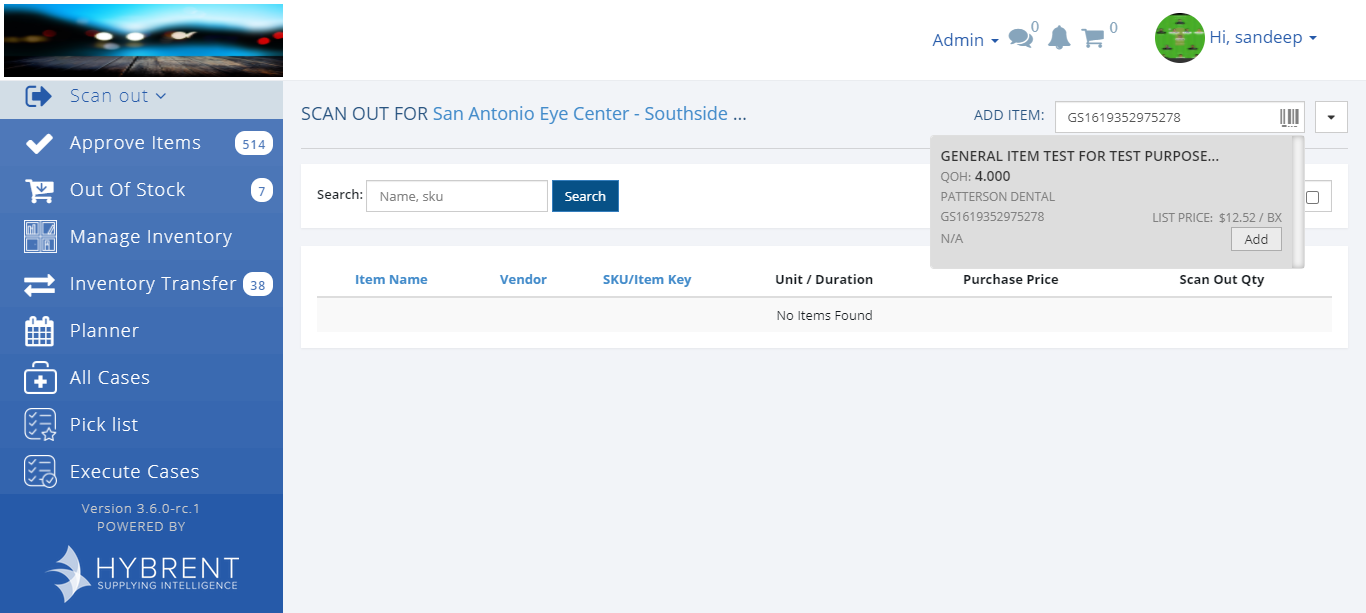 Admin
0
0
Hi, sandeep
Scan out
Approve Items 514
Out Of Stock 7
Manage Inventory
Inventory Transfer 38
Planner
All Cases
Pick list
Execute Cases
Version 3.6.0-rc.1
POWERED BY
HYBRENT
SUPPLYING INTELLIGENCE
SCAN OUT FOR San Antonio Eye Center - Southside ...
ADD ITEM: GS1619352975278
GENERAL ITEM TEST FOR TEST PURPOSE...
QOH: 4.000
PATTERSON DENTAL
GS1619352975278 LIST PRICE: $12.52 / BX
N/A Add
Search: Name, sku Search
Item Name Vendor SKU/Item Key Unit / Duration Purchase Price Scan Out Qty
No Items Found